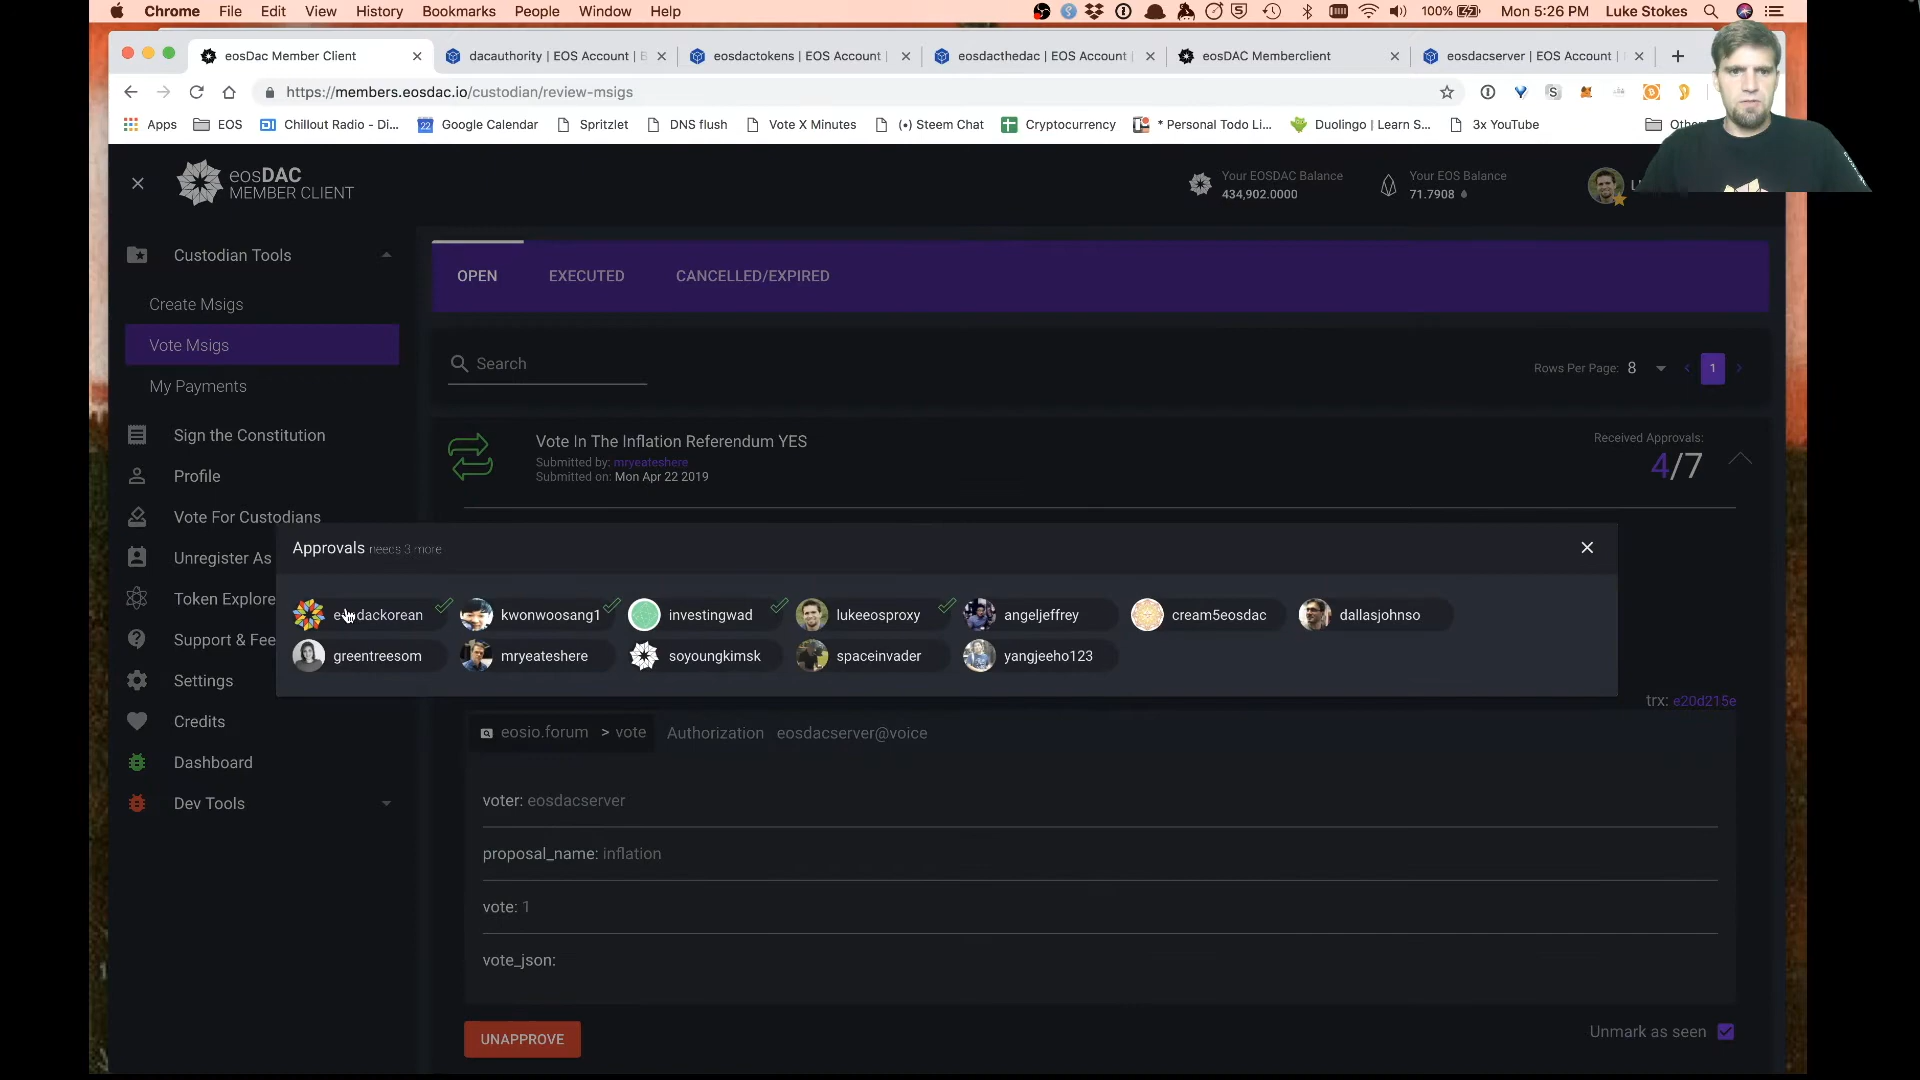 Chrome File Edit View History Bookmarks People Window Help 100% Mon 5:26 PM Luke Stokes
eosDac Member Client dacauthority | EOS Account | B eosdactokens | EOS Account | eosdacthedac | EOS Account | eosDAC Memberclient eosdacserver | EOS Account |
https://members.eosdac.io/custodian/review-msigs
Apps EOS Chillout Radio - Di... Google Calendar Spritzlet DNS flush Vote X Minutes (•) Steem Chat Cryptocurrency * Personal Todo Li... Duolingo | Learn S... 3x YouTube
eosDAC
MEMBER CLIENT
Your EOSDAC Balance
434,902.0000
Your EOS Balance
71.7908
Custodian Tools
Create Msigs
Vote Msigs
My Payments
Sign the Constitution
Profile
Vote For Custodians
Unregister As
Token Explore
Support & Fee
Settings
Credits
Dashboard
Dev Tools
OPEN EXECUTED CANCELLED/EXPIRED
Search
Rows Per Page: 8 1
Vote In The Inflation Referendum YES
Submitted by: mryeateshere
Submitted on: Mon Apr 22 2019
Received Approvals:
4/7
Approvals needs 3 more
dackorean kwonwoosang1 investingwad lukeeosproxy angeljeffrey cream5eosdac dallasjohnso
greentreesom mryeateshere soyoungkimsk spaceinvader yangjeeho123
trx: e20d215e
eosio.forum > vote Authorization eosdacserver@voice
voter: eosdacserver
proposal_name: inflation
vote: 1
vote_json:
UNAPPROVE
Unmark as seen